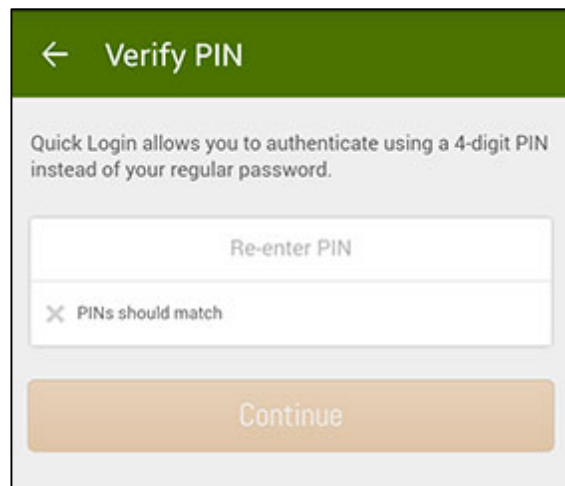 Verify PIN
Quick Login allows you to authenticate using a 4-digit PIN
instead of your regular password.
Re-enter PIN
PINs should match
Continue